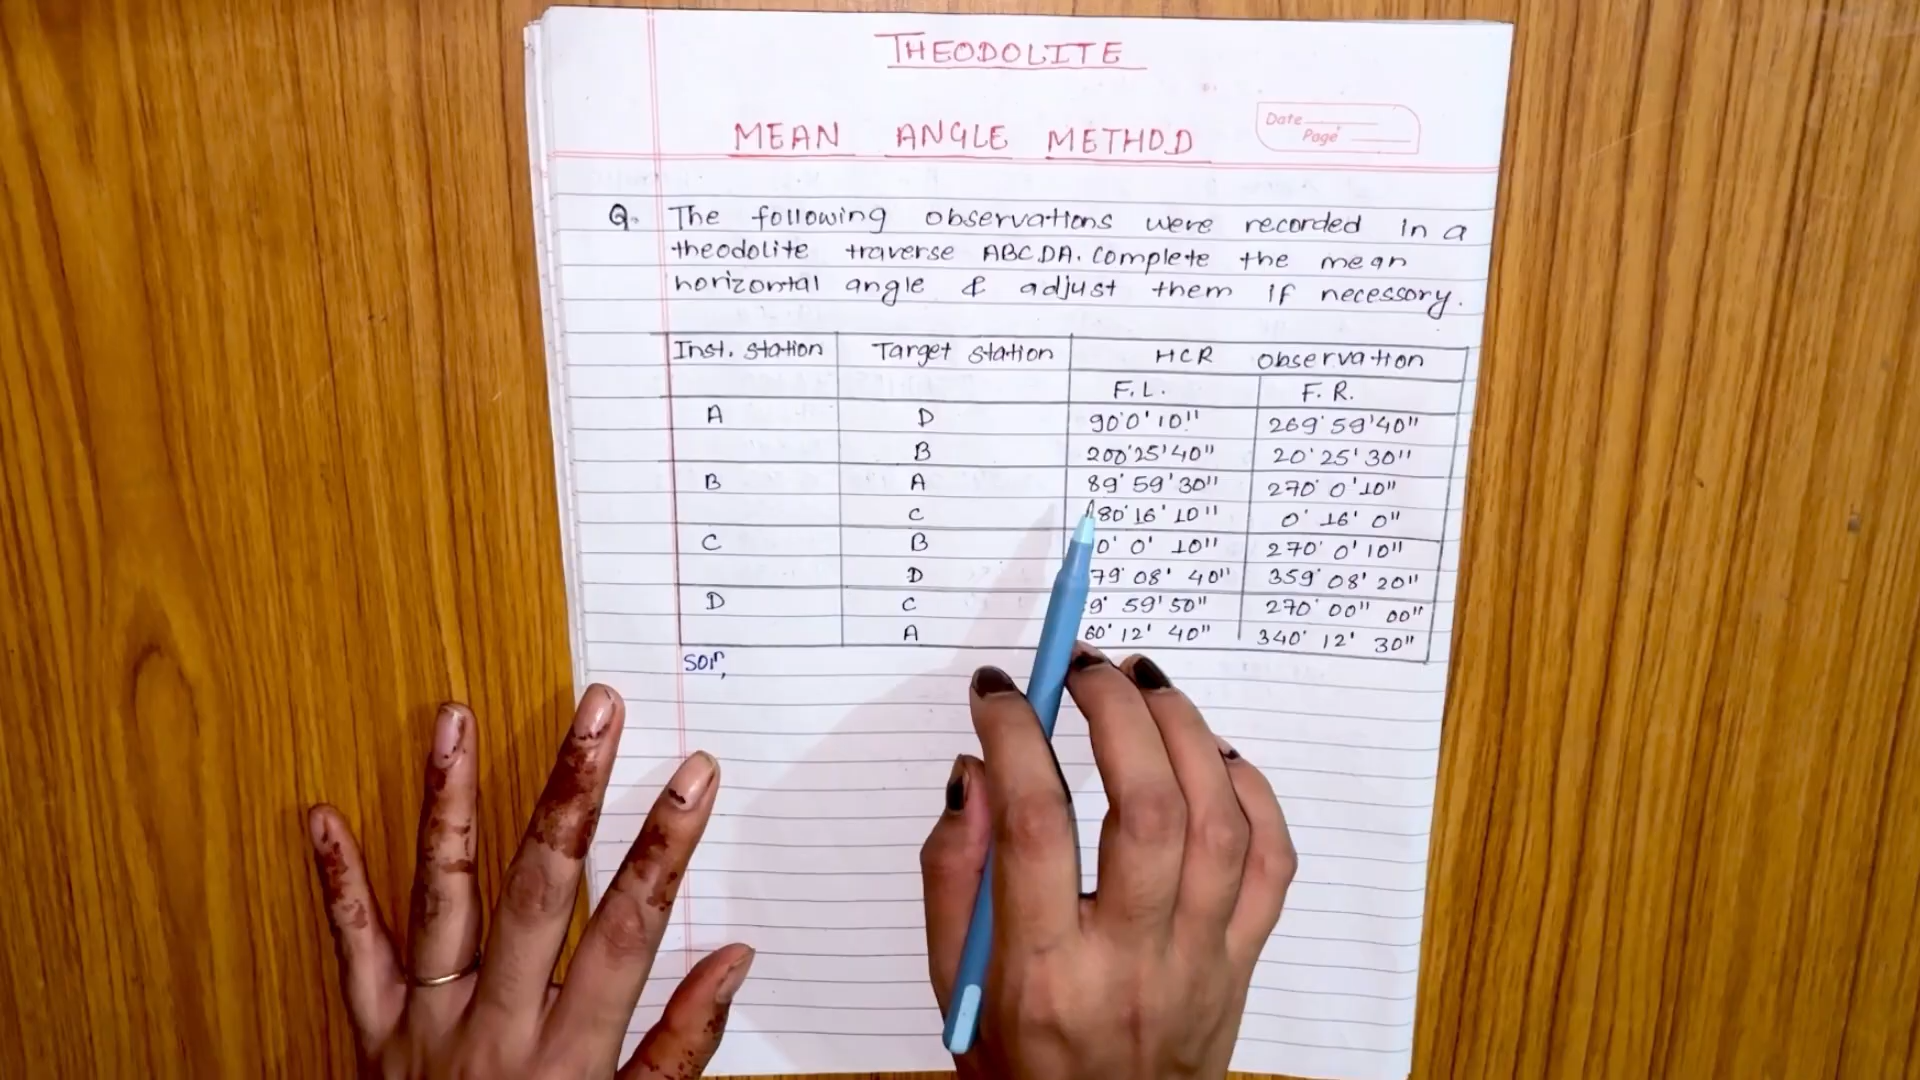 THEODOLITE
Date
Page
MEAN ANGLE METHOD
Q. The following observations were recorded in a
theodolite traverse ABCDA. Complete the mean
horizontal angle & adjust them if necessary.
Inst. station Target station HCR observation
F.L. F.R.
A D 90°0'10" 269°59'40"
B 200°25'40" 20°25'30"
B A 89°59'30" 270°0'10"
C 180°16'10" 0°16'0"
C B 0°0'10" 270°0'10"
D 79°08'40" 359°08'20"
D C 9°59'50" 270°00"00"
A 60°12'40" 340°12'30"
Soln,